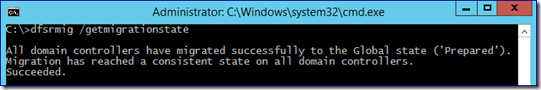 Administrator: C:\Windows\system32\cmd.exe
C:\>dfsrmig /getmigrationstate
All domain controllers have migrated successfully to the Global state ('Prepared').
Migration has reached a consistent state on all domain controllers.
Succeeded.